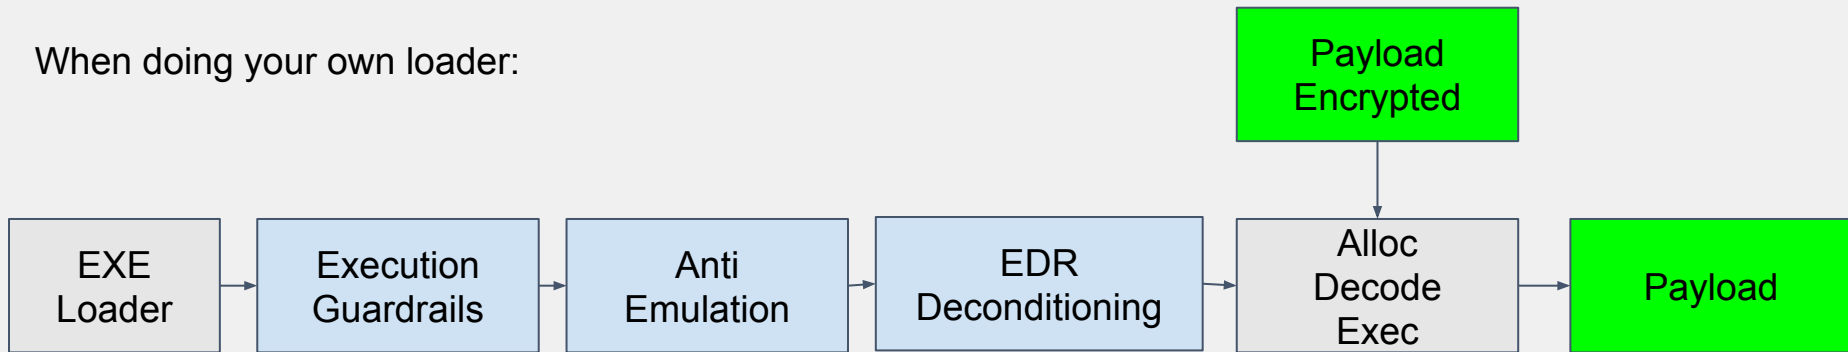 When doing your own loader:
Payload
Encrypted
EXE
Loader
Execution
Guardrails
Anti
Emulation
EDR
Deconditioning
Alloc
Decode
Exec
Payload